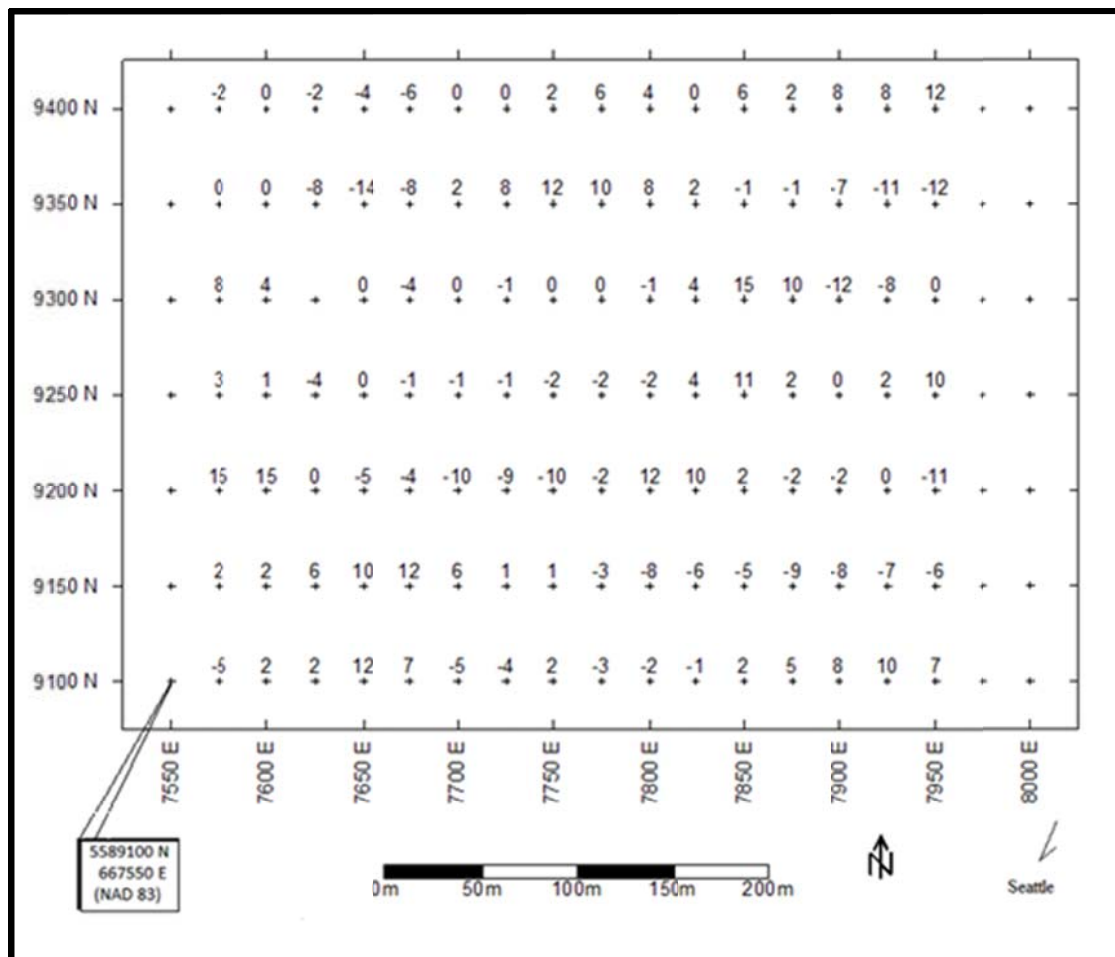 -2 0 -2 -4 -6 0 0 2 6 4 0 6 2 8 8 12
9400 N
0 0 -8 -14 -8 2 8 12 10 8 2 -1 -1 -7 -11 -12
9350 N
8 4 0 -4 0 -1 0 0 -1 4 15 10 -12 -8 0
9300 N
3 1 -4 0 -1 -1 -1 -2 -2 -2 4 11 2 0 2 10
9250 N
15 15 0 -5 -4 -10 -9 -10 -2 12 10 2 -2 -2 0 -11
9200 N
2 2 6 10 12 6 1 1 -3 -8 -6 -5 -9 -8 -7 -6
9150 N
-5 2 2 12 7 -5 -4 2 -3 -2 -1 2 5 8 10 7
9100 N
7550 E 7600 E 7650 E 7700 E 7750 E 7800 E 7850 E 7900 E 7950 E 8000 E
5589100 N
667550 E
(NAD 83)
0m 50m 100m 150m 200m
N
Seattle